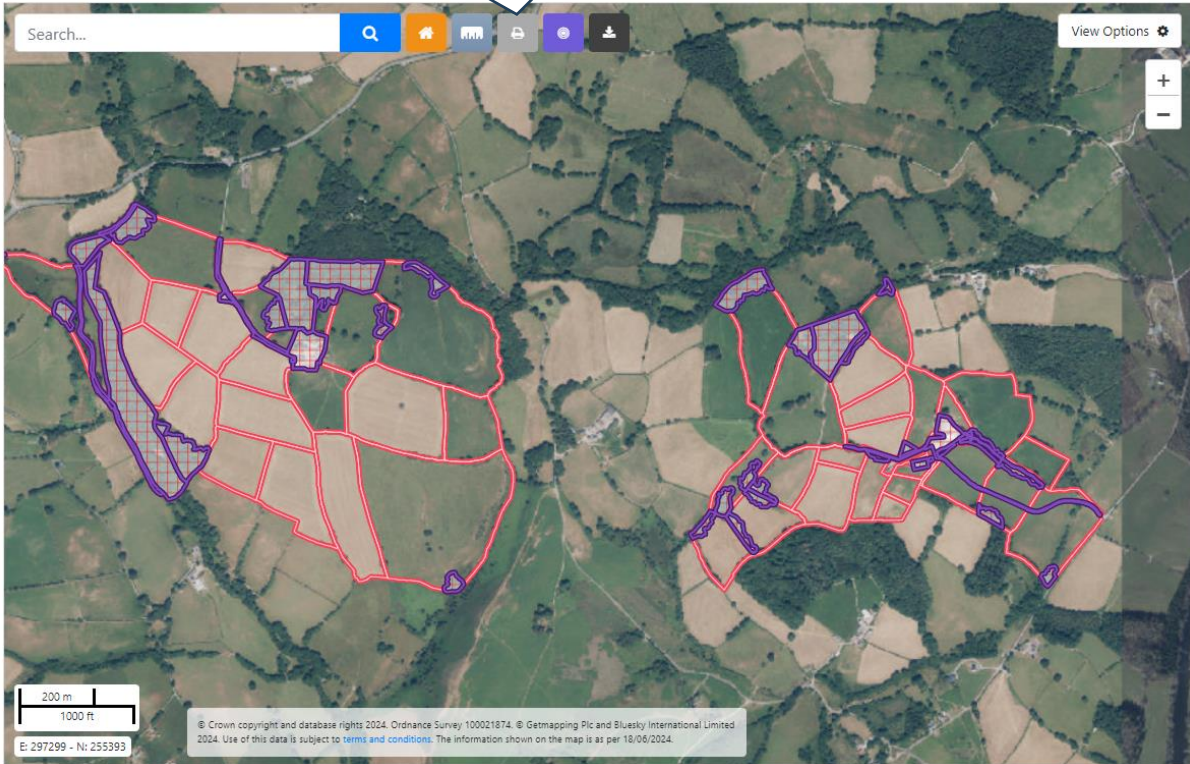 Search...
View Options
+
−
200 m
1000 ft
© Crown copyright and database rights 2024. Ordnance Survey 100021874. © Getmapping Plc and Bluesky International Limited
2024. Use of this data is subject to terms and conditions. The information shown on the map is as per 18/06/2024.
E: 297299 - N: 255393